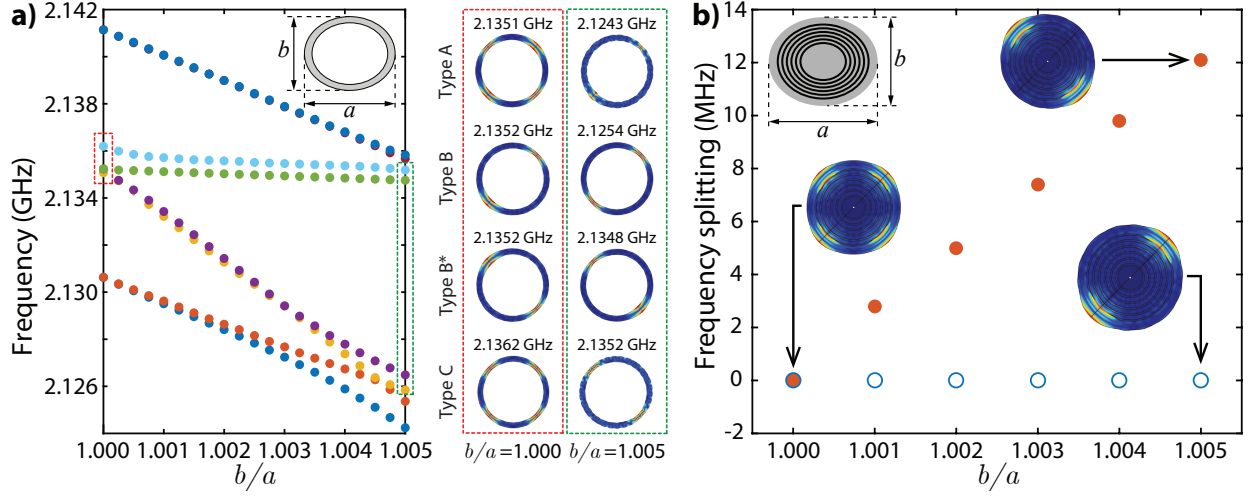 a)
Frequency (GHz)
2.142
2.138
2.134
2.130
2.126
1.000 1.001 1.002 1.003 1.004 1.005
b/a
b
a
2.1351 GHz 2.1243 GHz
Type A
2.1352 GHz 2.1254 GHz
Type B
2.1352 GHz 2.1348 GHz
Type B*
2.1362 GHz 2.1352 GHz
Type C
b/a=1.000 b/a=1.005
b)
Frequency splitting (MHz)
14
12
10
8
6
4
2
0
-2
1.000 1.001 1.002 1.003 1.004 1.005
b/a
b
a